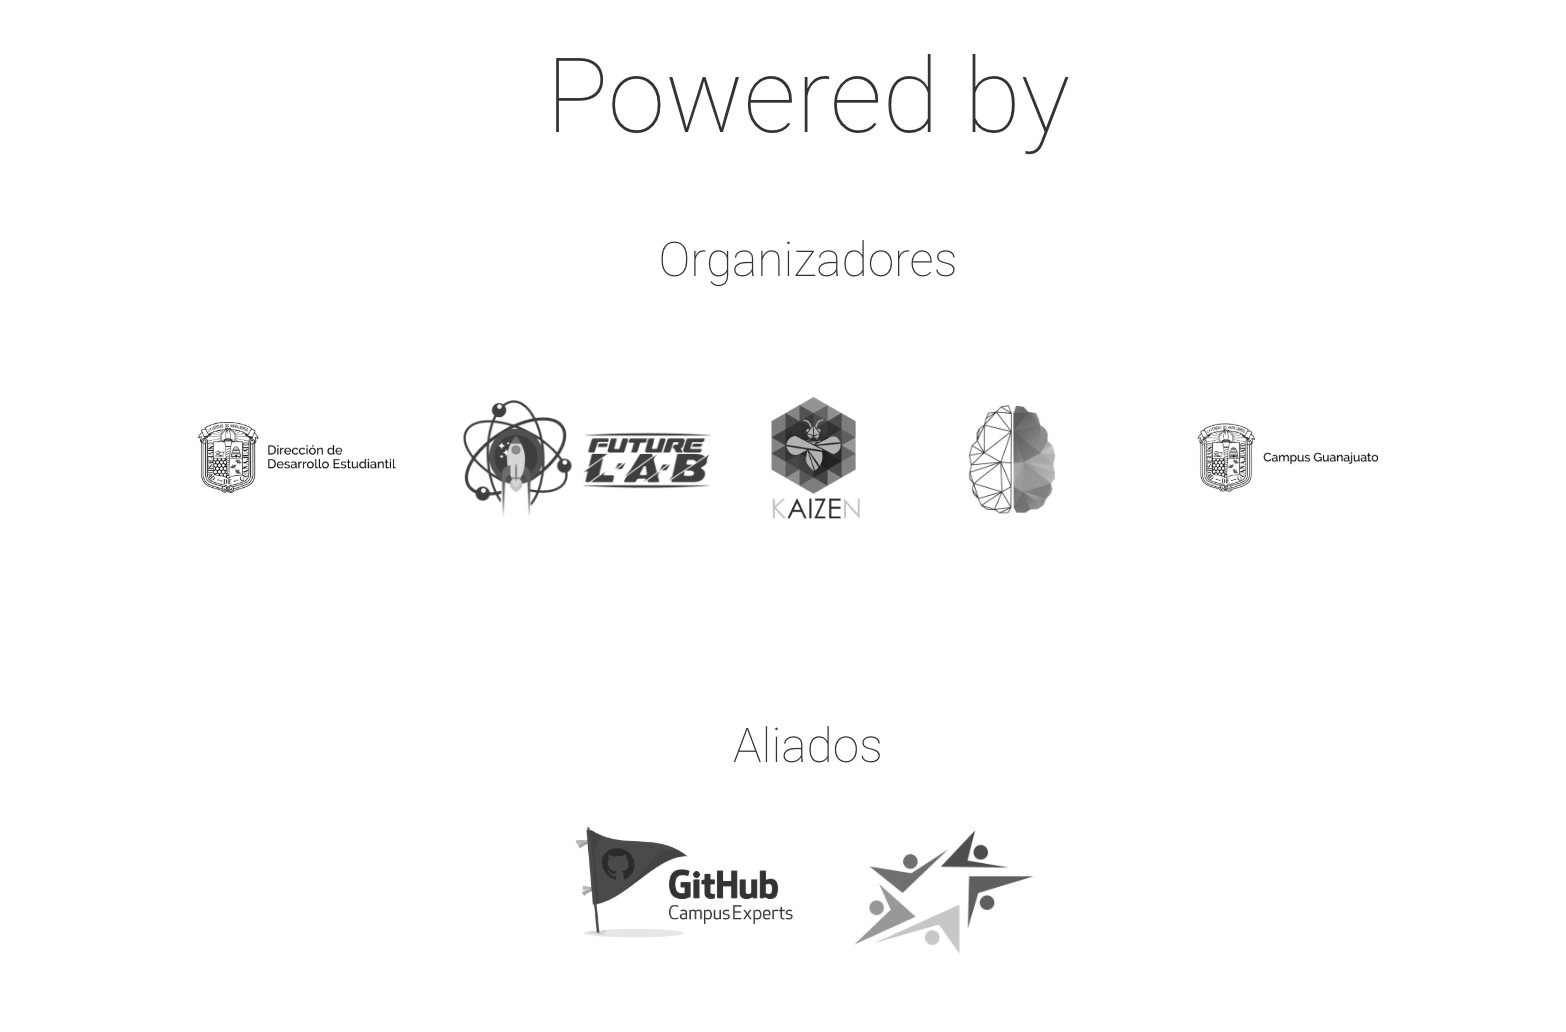 Powered by
Organizadores
Dirección de
Desarrollo Estudiantil
FUTURE
L·A·B
KAIZEN
Campus Guanajuato
Aliados
GitHub
Campus Experts